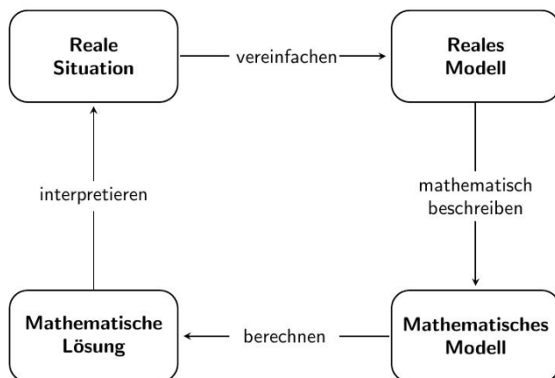 Reale
Situation
vereinfachen
Reales
Modell
interpretieren
mathematisch
beschreiben
Mathematische
Lösung
berechnen
Mathematisches
Modell